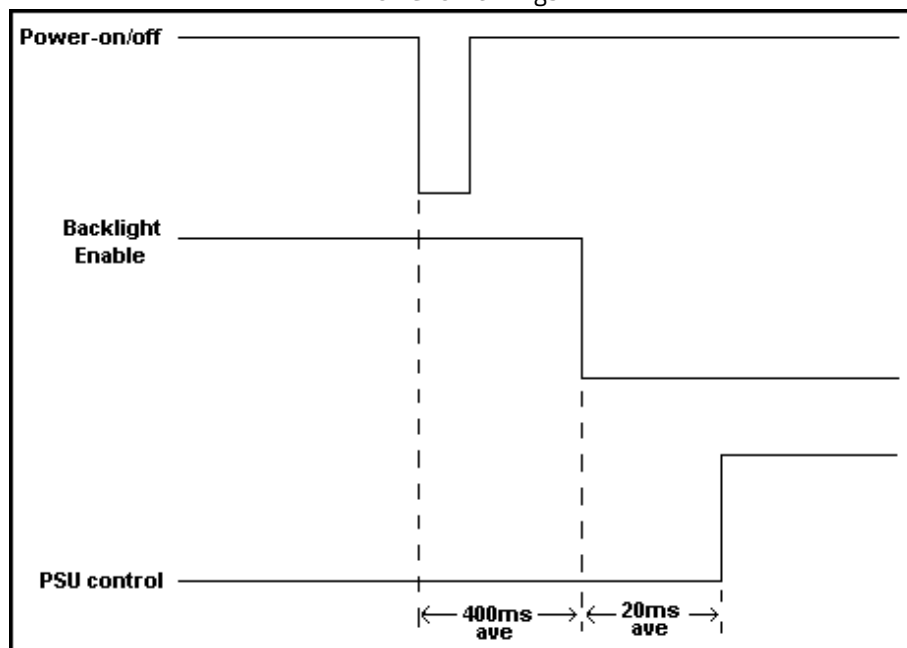 Power-on/off
Backlight
Enable
PSU control
400ms
ave
20ms
ave